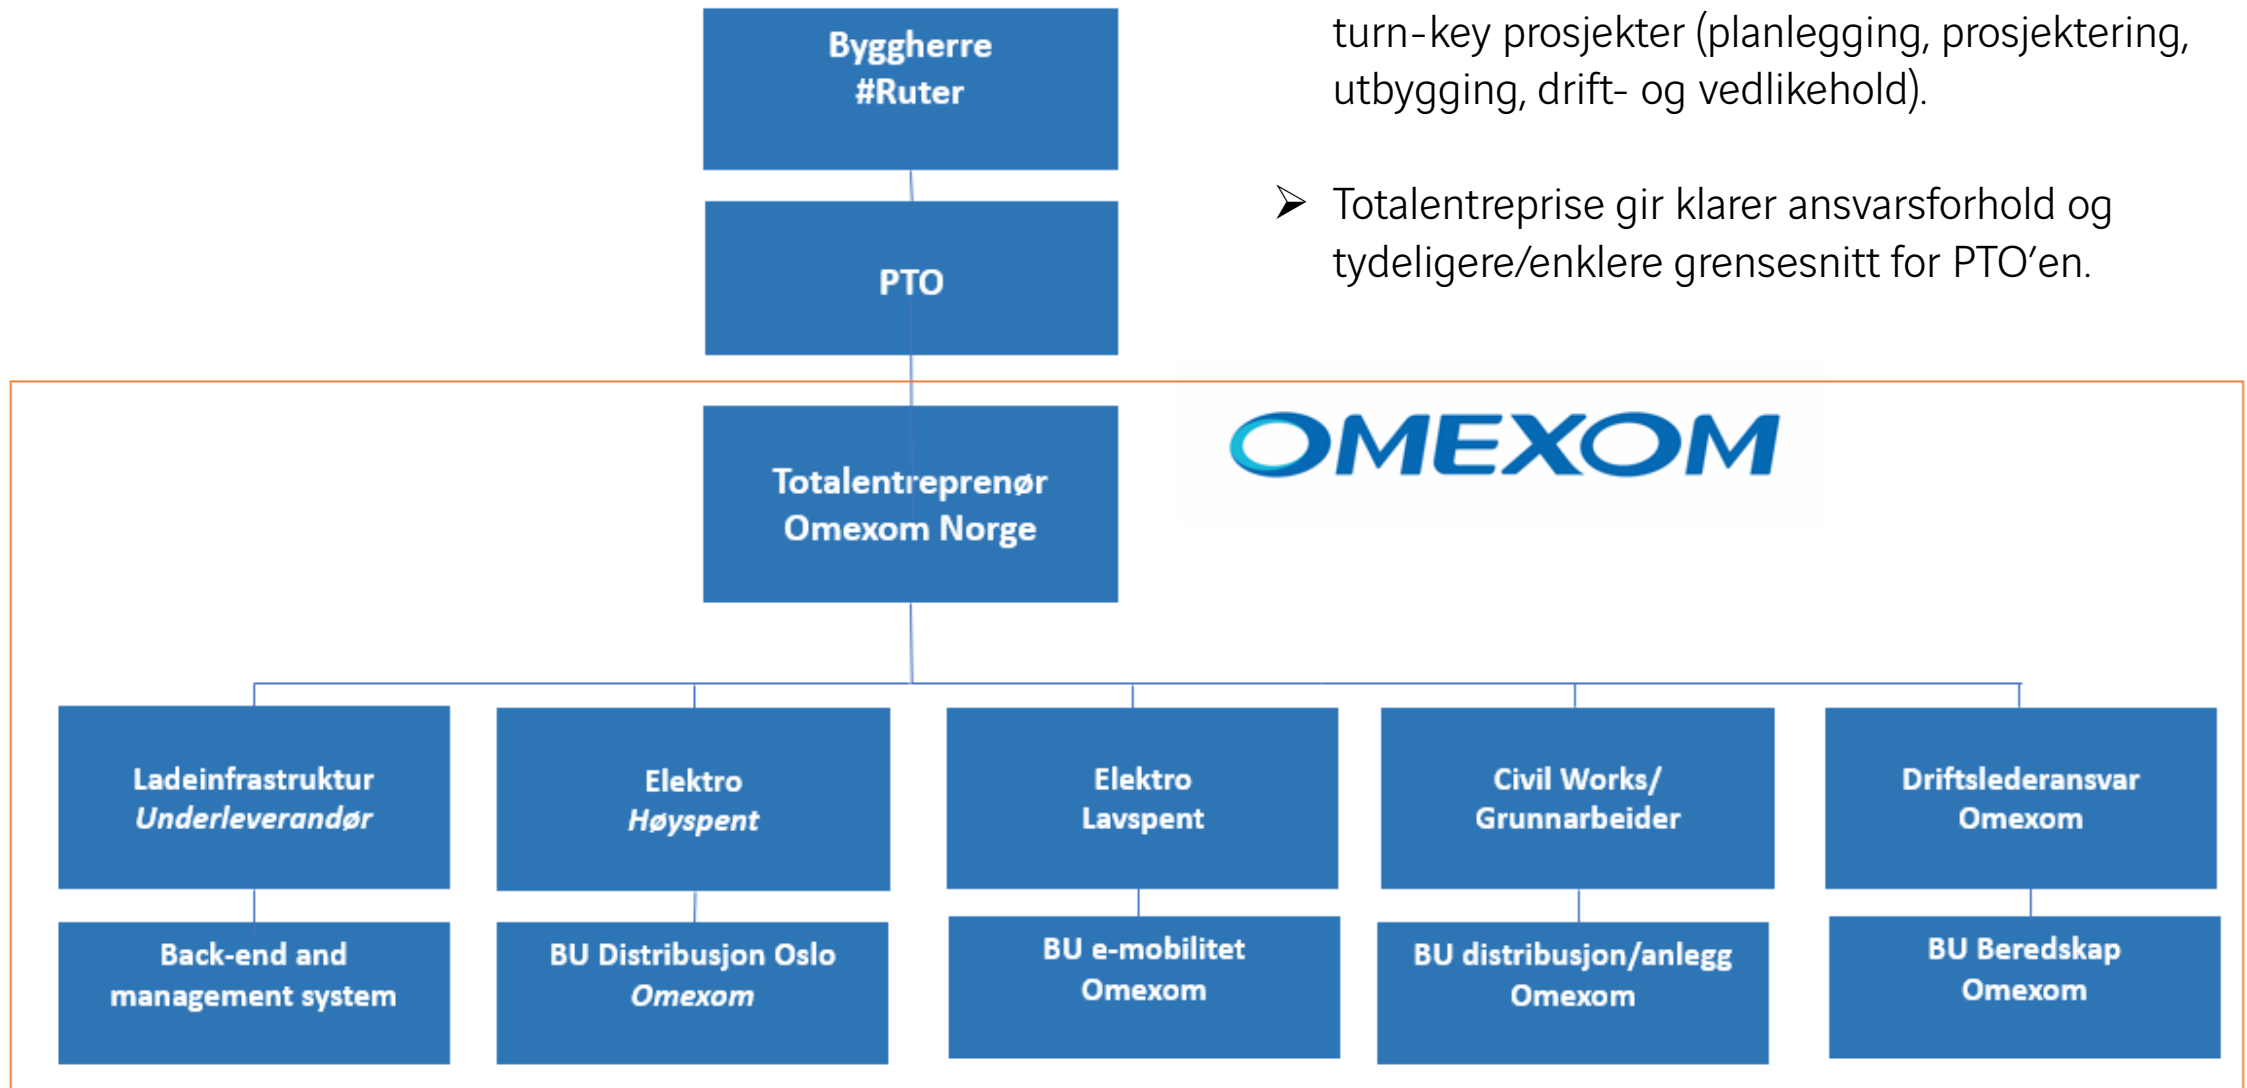 Byggherre
#Ruter
turn-key prosjekter (planlegging, prosjektering,
utbygging, drift- og vedlikehold).
PTO
➢ Totalentreprise gir klarer ansvarsforhold og
tydeligere/enklere grensesnitt for PTO'en.
OMEXOM
Totalentreprenør
Omexom Norge
Ladeinfrastruktur
Underleverandør
Elektro
Høyspent
Elektro
Lavspent
Civil Works/
Grunnarbeider
Driftslederansvar
Omexom
Back-end and
management system
BU Distribusjon Oslo
Omexom
BU e-mobilitet
Omexom
BU distribusjon/anlegg
Omexom
BU Beredskap
Omexom